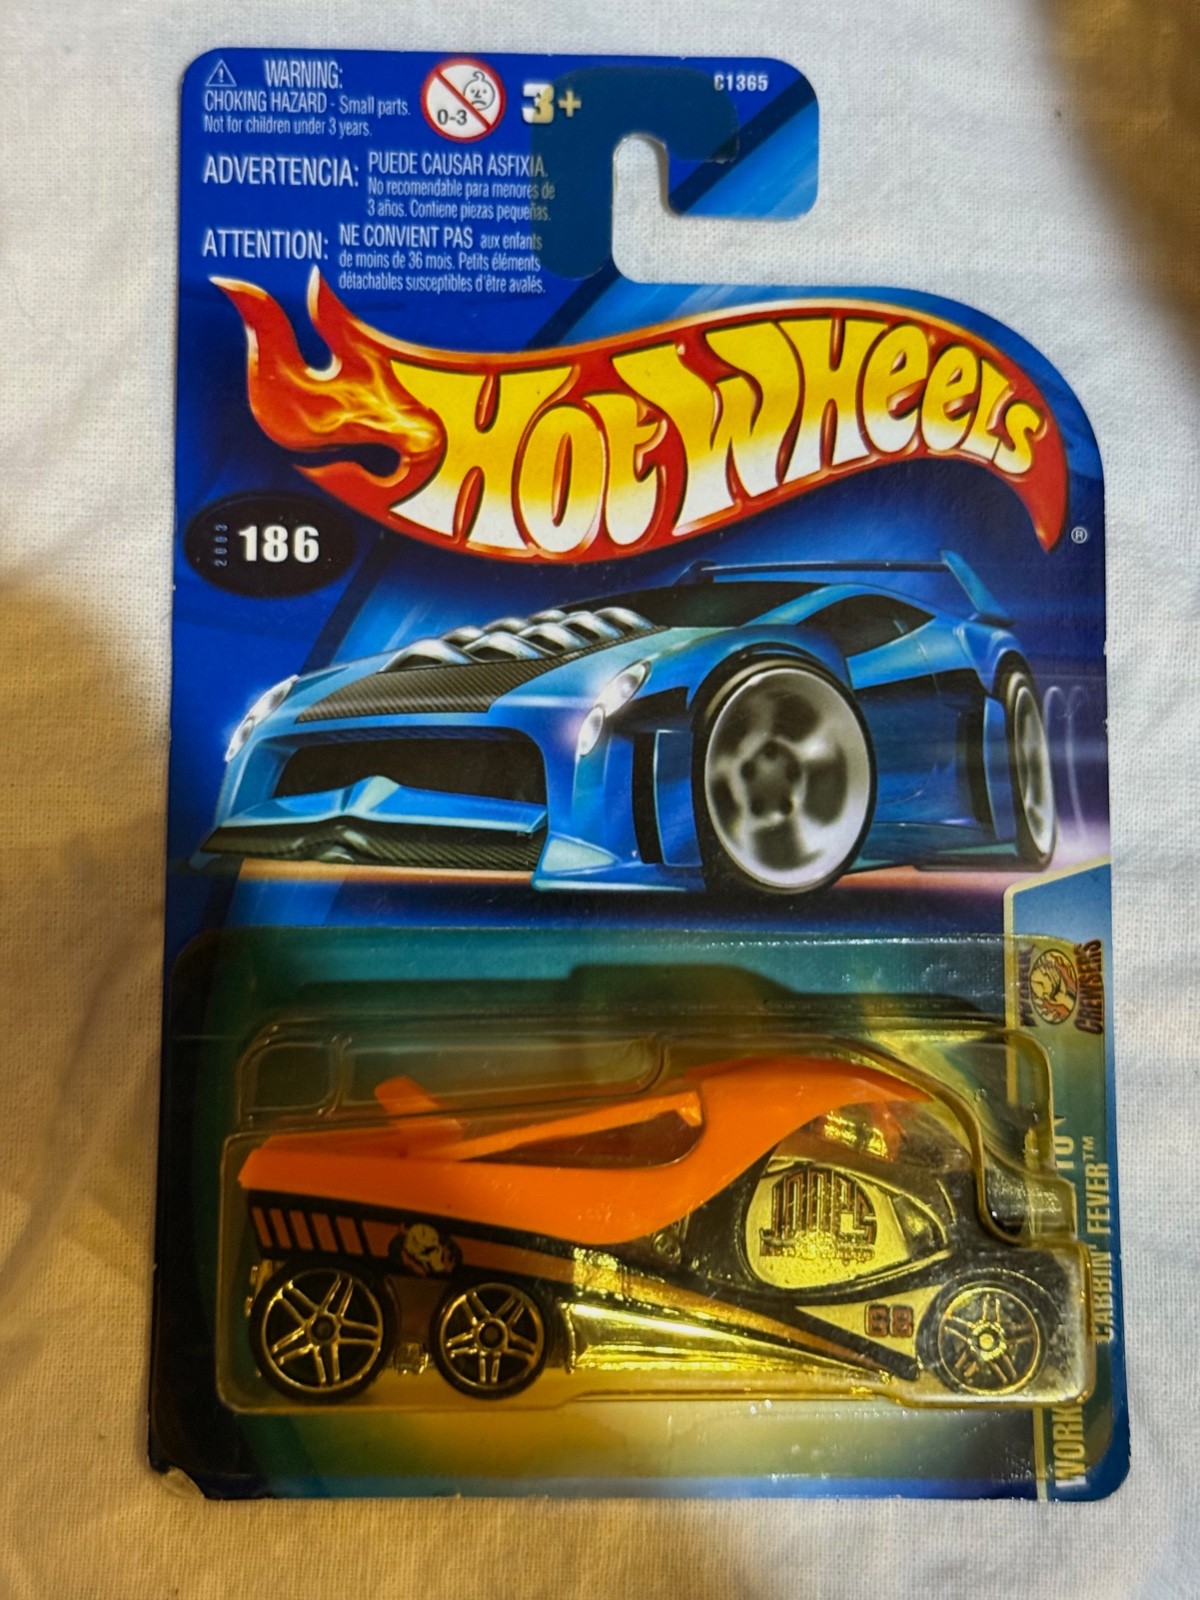 WARNING:
CHOKING HAZARD - Small parts.
Not for children under 3 years.
0-3
3+
C1365
ADVERTENCIA: PUEDE CAUSAR ASFIXIA.
No recomendable para menores de
3 años. Contiene piezas pequeñas.
ATTENTION: NE CONVIENT PAS aux enfants
de moins de 36 mois. Petits éléments
détachables susceptibles d'être avalés.
HOT WHEELS
®
2003 186
CREWSERS
CABBIN' FEVER™
68